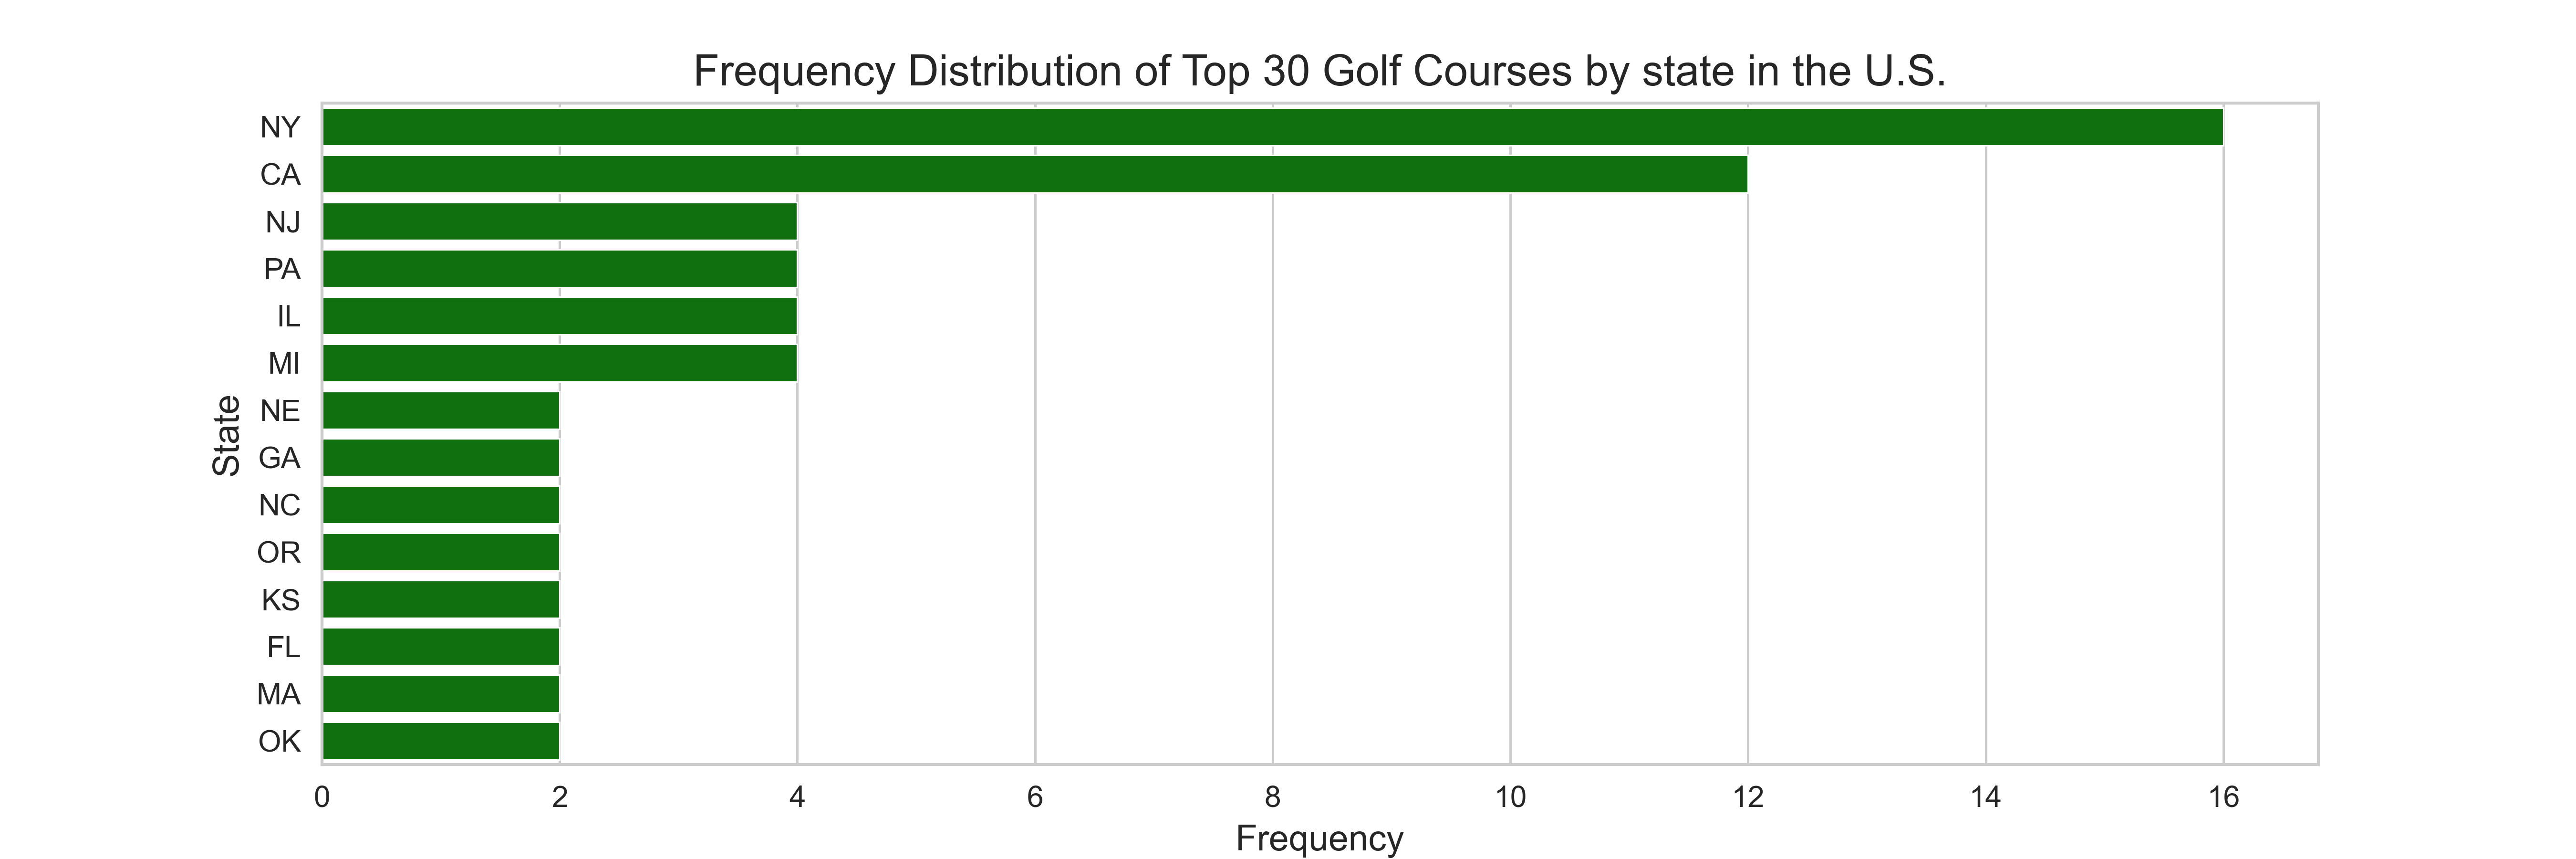 Frequency Distribution of Top 30 Golf Courses by state in the U.S.
State
NY
CA
NJ
PA
IL
MI
NE
GA
NC
OR
KS
FL
MA
OK
0 2 4 6 8 10 12 14 16
Frequency